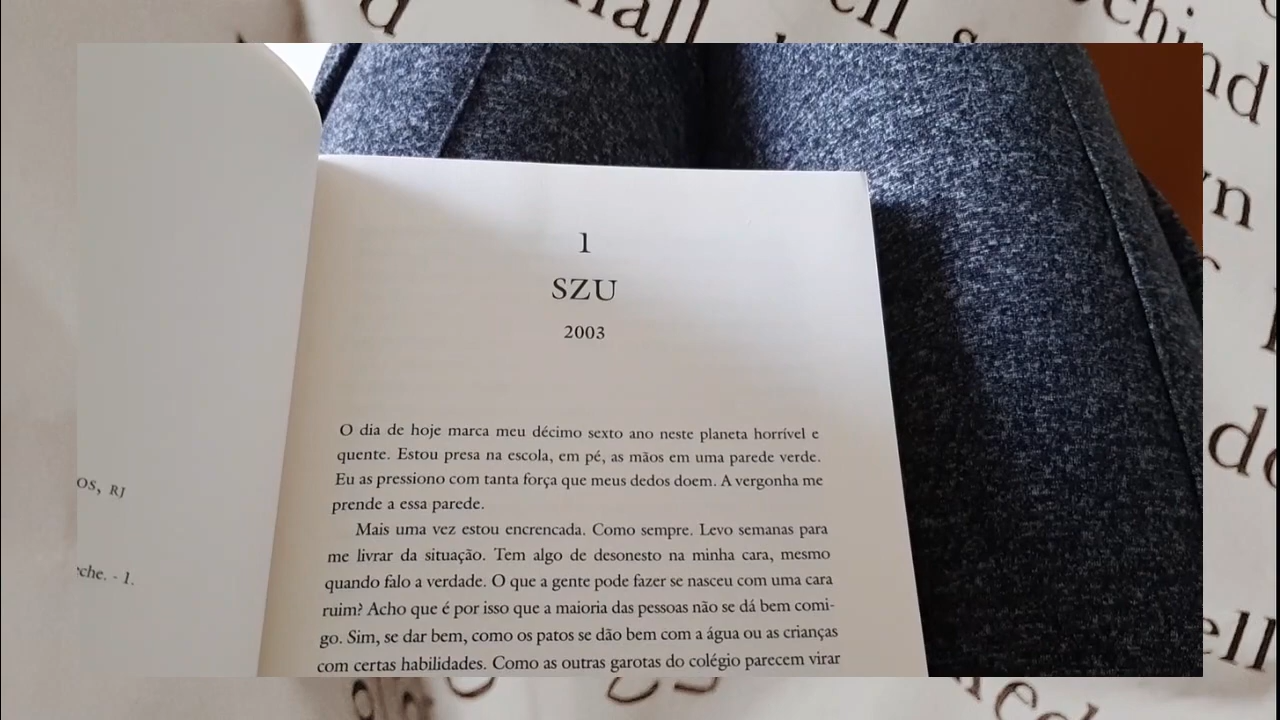 OS, RJ
che. - 1.
1
SZU
2003
O dia de hoje marca meu décimo sexto ano neste planeta horrível e
quente. Estou presa na escola, em pé, as mãos em uma parede verde.
Eu as pressiono com tanta força que meus dedos doem. A vergonha me
prende a essa parede.
Mais uma vez estou encrencada. Como sempre. Levo semanas para
me livrar da situação. Tem algo de desonesto na minha cara, mesmo
quando falo a verdade. O que a gente pode fazer se nasceu com uma cara
ruim? Acho que é por isso que a maioria das pessoas não se dá bem comi-
go. Sim, se dar bem, como os patos se dão bem com a água ou as crianças
com certas habilidades. Como as outras garotas do colégio parecem virar